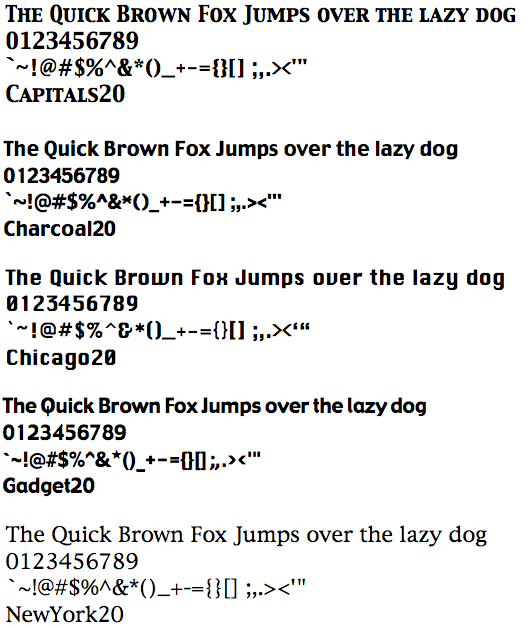 The Quick Brown Fox Jumps over the lazy dog
0123456789
`~!@#$%^&*()_+-={}[] ;,.><'"
Capitals20
The Quick Brown Fox Jumps over the lazy dog
0123456789
`~!@#$%^&*()_+-={}[] ;,.><'"
Charcoal20
The Quick Brown Fox Jumps over the lazy dog
0123456789
`~!@#$%^&*()_+-={}[] ;,.><‘“
Chicago20
The Quick Brown Fox Jumps over the lazy dog
0123456789
`~!@#$%^&*()_+-={}[] ;,.><'"
Gadget20
The Quick Brown Fox Jumps over the lazy dog
0123456789
`~!@#$%^&*()_+-={}[] ;,.><'"
NewYork20